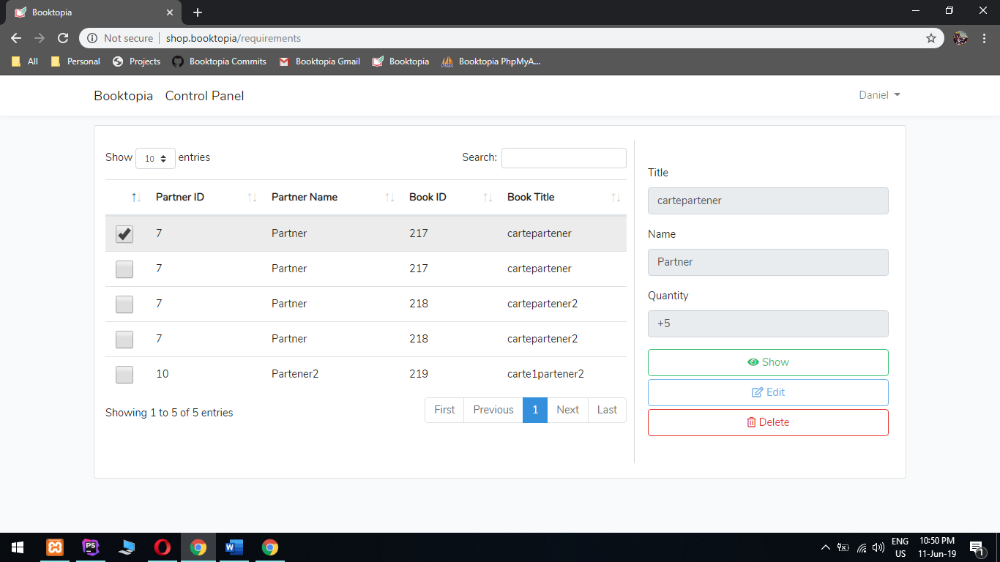 Booktopia
Not secure shop.booktopia/requirements
All Personal Projects Booktopia Commits Booktopia Gmail Booktopia Booktopia PhpMyA...
Booktopia Control Panel Daniel
Show 10 entries Search:
Partner ID Partner Name Book ID Book Title
7 Partner 217 cartepartener
7 Partner 217 cartepartener
7 Partner 218 cartepartener2
7 Partner 218 cartepartener2
10 Partener2 219 carte1partener2
Showing 1 to 5 of 5 entries First Previous 1 Next Last
Title
cartepartener
Name
Partner
Quantity
+5
Show
Edit
Delete
PS W ENG 10:50 PM
US 11-Jun-19 1